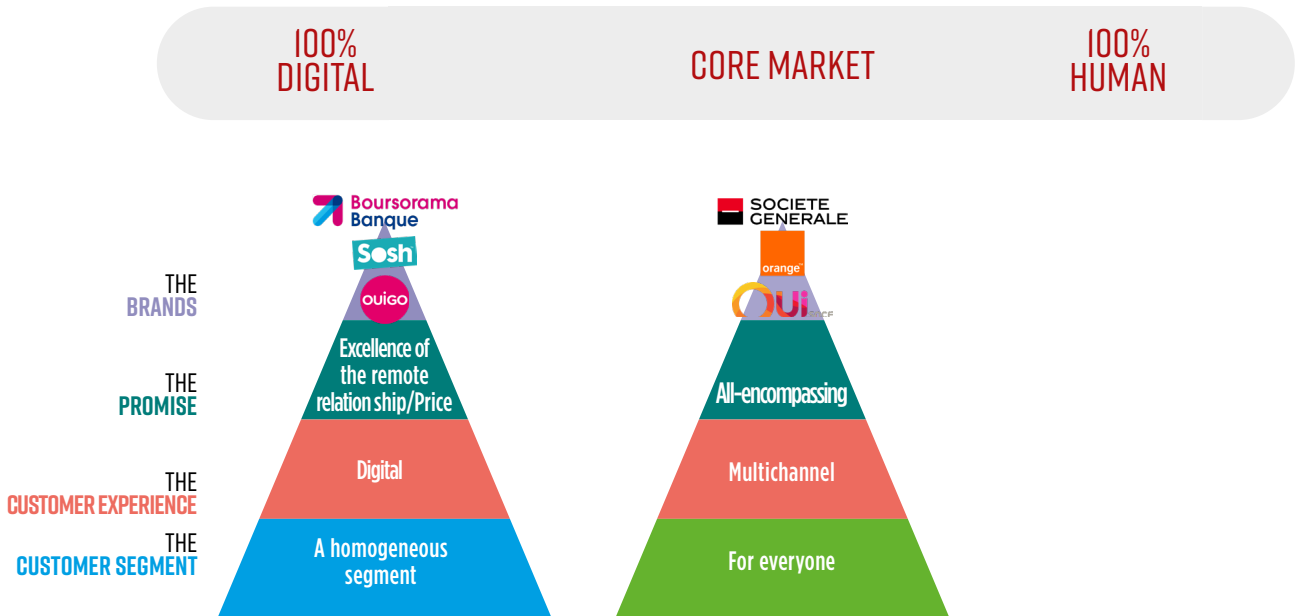 100%
DIGITAL
CORE MARKET
100%
HUMAN
Boursorama
Banque
Sosh
OUIGO
SOCIETE
GENERALE
orange™
OUi
SNCF
THE
BRANDS
Excellence of
the remote
relation ship/Price
All-encompassing
THE
PROMISE
Digital
Multichannel
THE
CUSTOMER EXPERIENCE
A homogeneous
segment
For everyone
THE
CUSTOMER SEGMENT